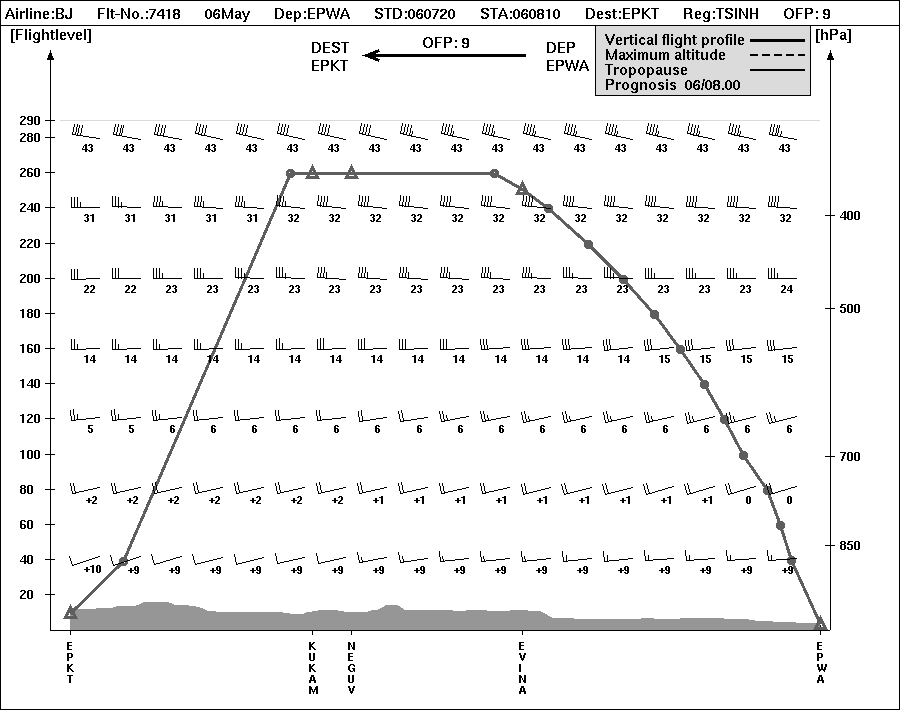 Airline:BJ Flt-No.:7418 06May Dep:EPWA STD:060720 STA:060810 Dest:EPKT Reg:TSINH OFP: 9
[Flightlevel] [hPa]
DEST OFP: 9 DEP
EPKT EPWA
Vertical flight profile
Maximum altitude
Tropopause
Prognosis 06/08.00
290
280
43 43 43 43 43 43 43 43 43 43 43 43 43 43 43 43 43 43
260
240
400
31 31 31 31 31 32 32 32 32 32 32 32 32 32 32 32 32 32
220
200
22 22 23 23 23 23 23 23 23 23 23 23 23 23 23 23 23 24
180 500
160
14 14 14 14 14 14 14 14 14 14 14 14 14 14 15 15 15 15
140
120
5 5 6 6 6 6 6 6 6 6 6 6 6 6 6 6 6 6
100 700
80
+2 +2 +2 +2 +2 +2 +2 +1 +1 +1 +1 +1 +1 +1 +1 +1 0 0
60
40 850
+10 +9 +9 +9 +9 +9 +9 +9 +9 +9 +9 +9 +9 +9 +9 +9 +9 +9
20
EPKT
KUKAM
NEGUV
EVINA
EPWA